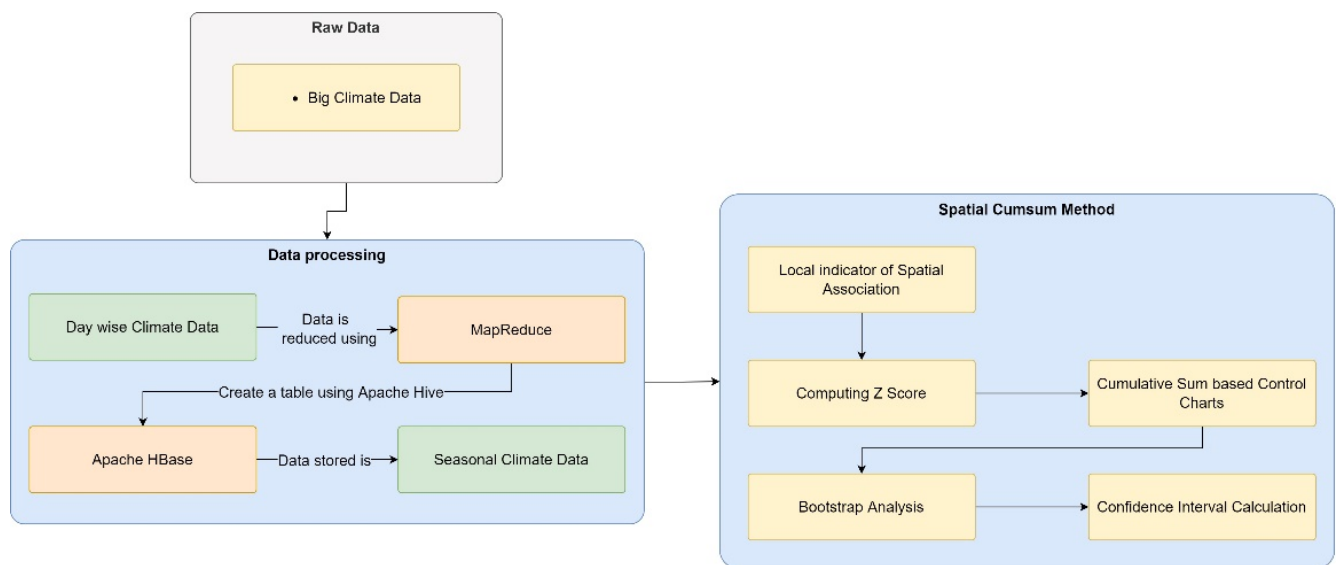 Raw Data
• Big Climate Data
Data processing
Day wise Climate Data
Data is
reduced using
MapReduce
Create a table using Apache Hive
Apache HBase
Data stored is
Seasonal Climate Data
Spatial Cumsum Method
Local indicator of Spatial
Association
Computing Z Score
Cumulative Sum based Control
Charts
Bootstrap Analysis
Confidence Interval Calculation